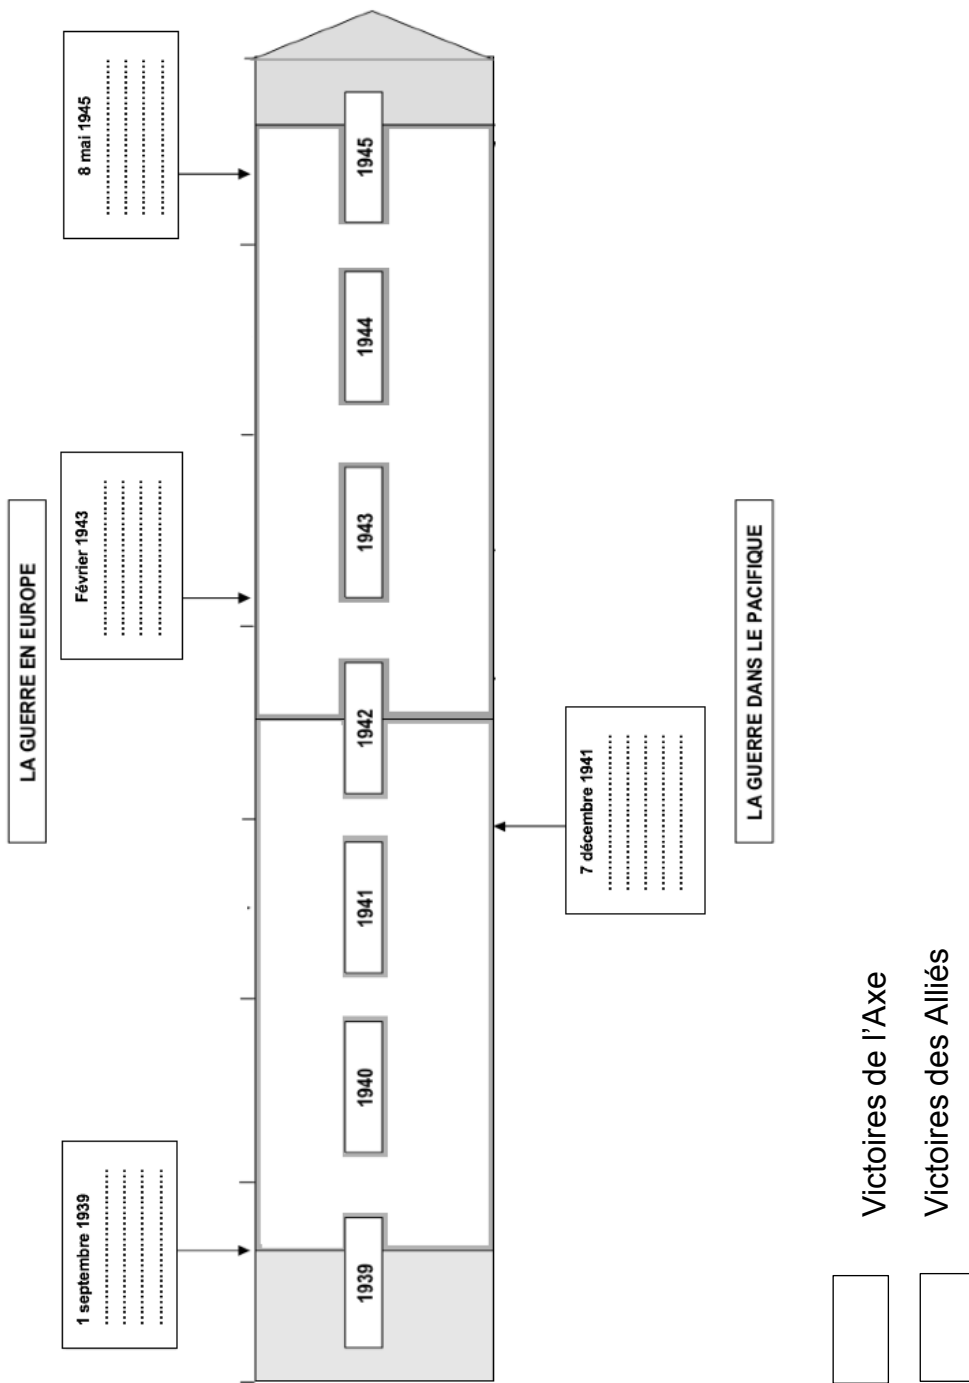 LA GUERRE EN EUROPE
1 septembre 1939
Février 1943
8 mai 1945
1939
1940
1941
1942
1943
1944
1945
7 décembre 1941
LA GUERRE DANS LE PACIFIQUE
Victoires de l’Axe
Victoires des Alliés